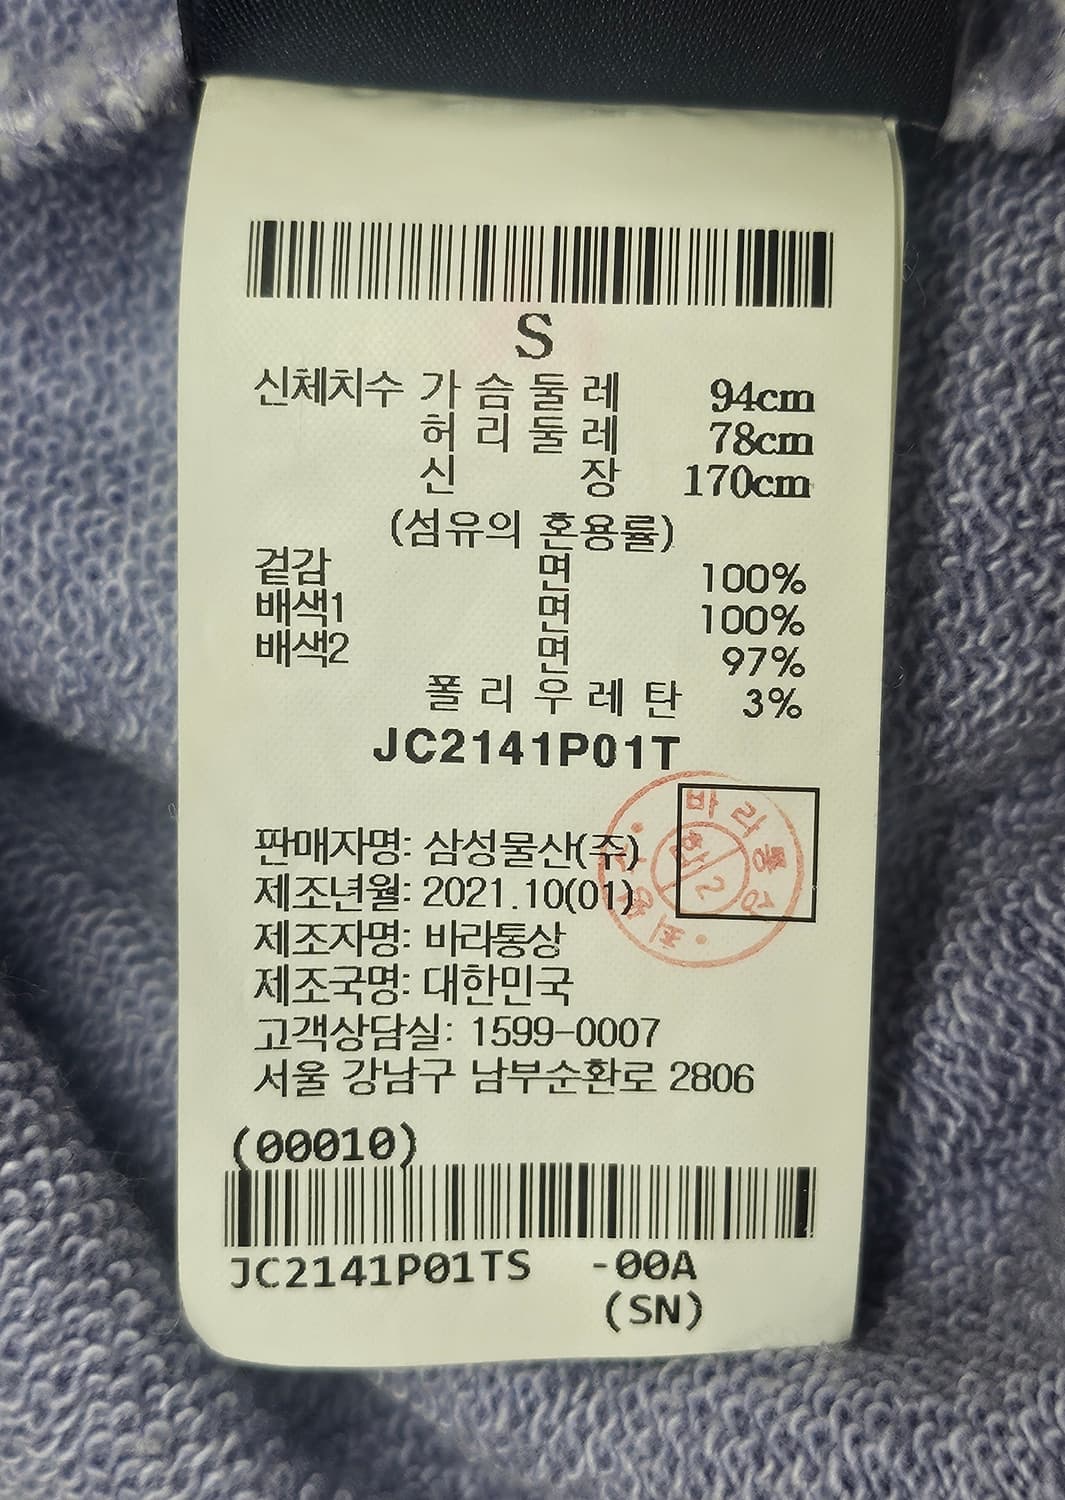 S
신체치수 가슴둘레 94cm
허리둘레 78cm
신장 170cm
(섬유의 혼용률)
겉감 면 100%
배색1 면 100%
배색2 면 97%
폴리우레탄 3%
JC2141P01T
판매자명: 삼성물산(주)
제조년월: 2021.10(01)
제조자명: 바라통상
제조국명: 대한민국
고객상담실: 1599-0007
서울 강남구 남부순환로 2806
바라통상
(00010)
JC2141P01TS -00A
(SN)